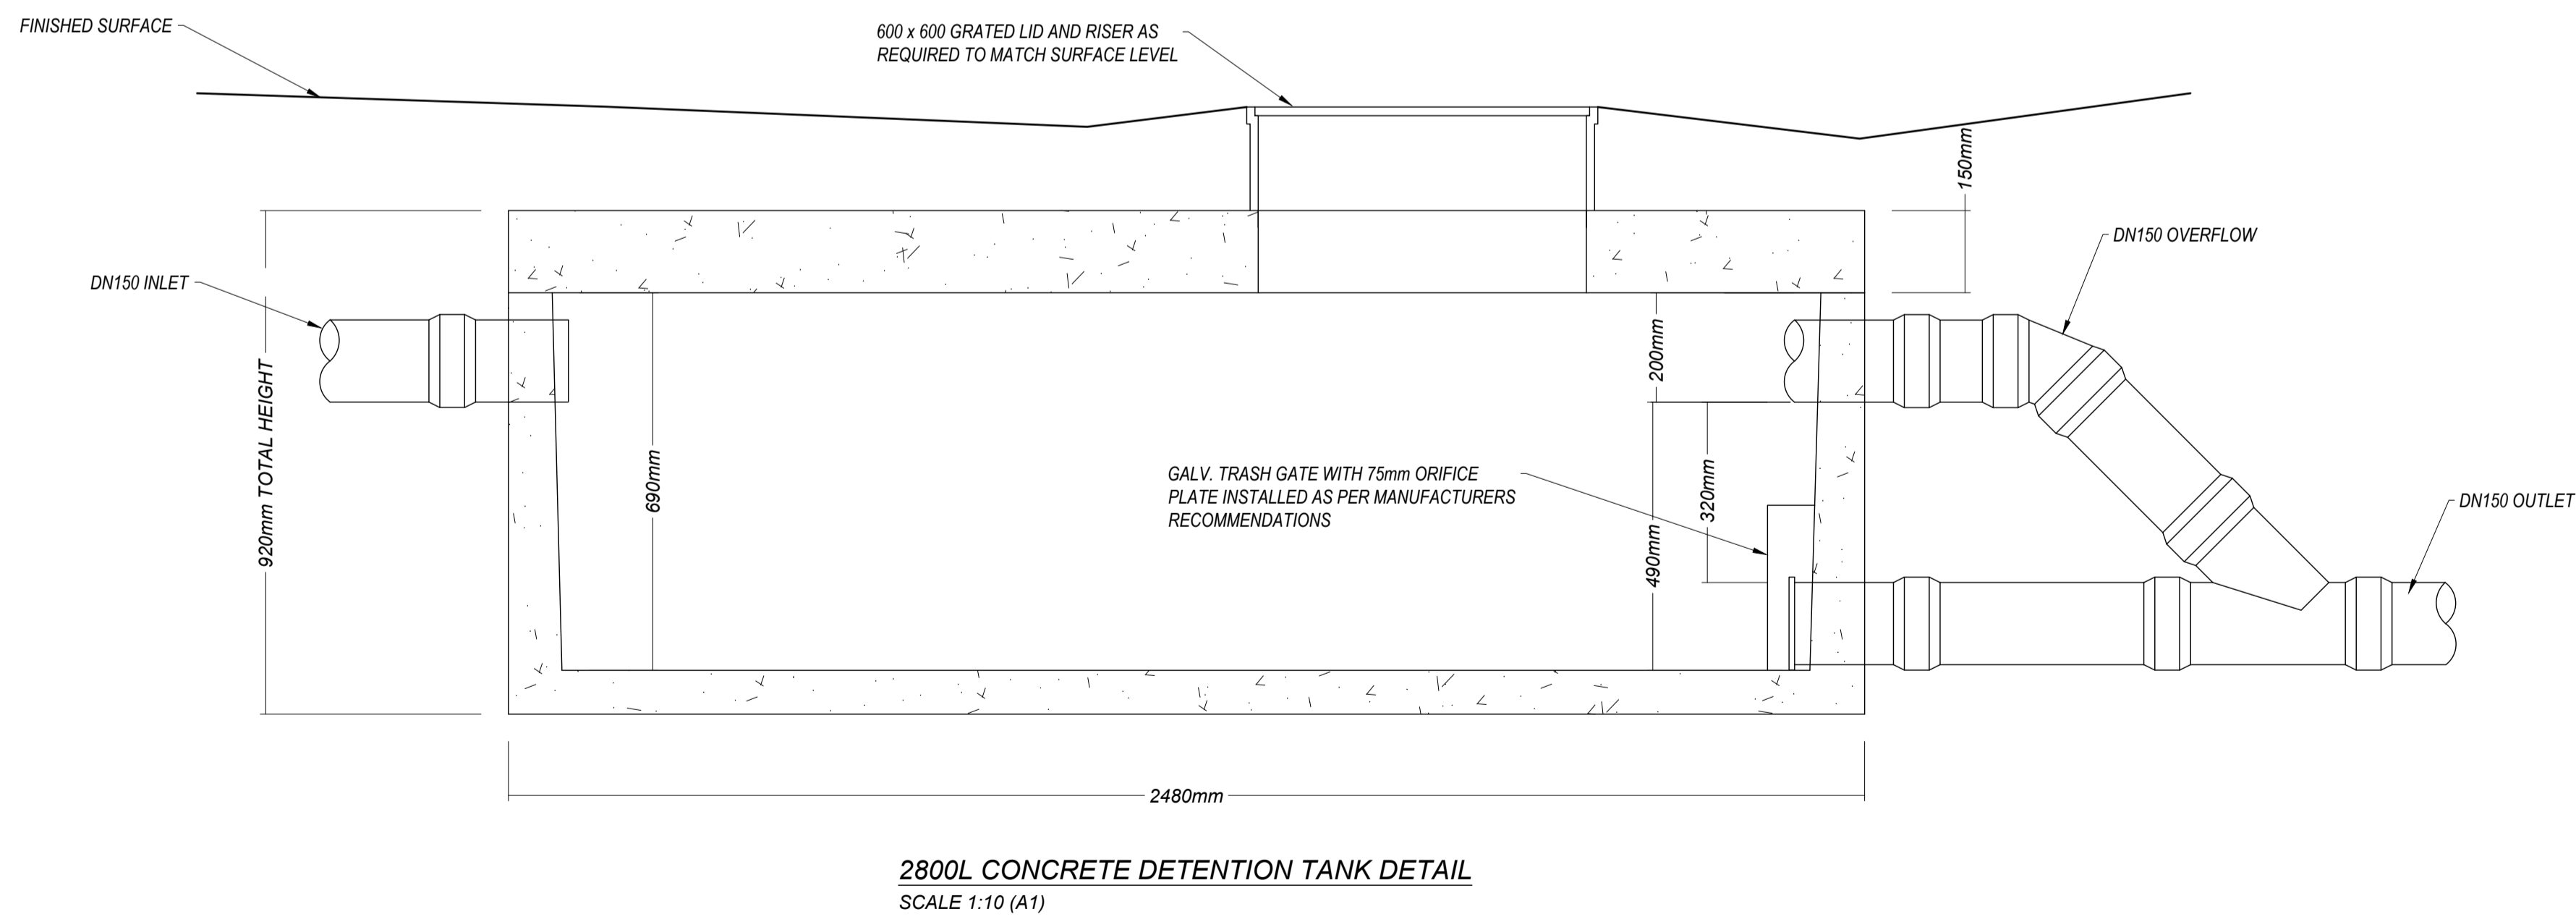 FINISHED SURFACE
600 x 600 GRATED LID AND RISER AS
REQUIRED TO MATCH SURFACE LEVEL
150mm
DN150 OVERFLOW
DN150 INLET
920mm TOTAL HEIGHT
690mm
200mm
GALV. TRASH GATE WITH 75mm ORIFICE
PLATE INSTALLED AS PER MANUFACTURERS
RECOMMENDATIONS
490mm
320mm
DN150 OUTLET
2480mm
2800L CONCRETE DETENTION TANK DETAIL
SCALE 1:10 (A1)